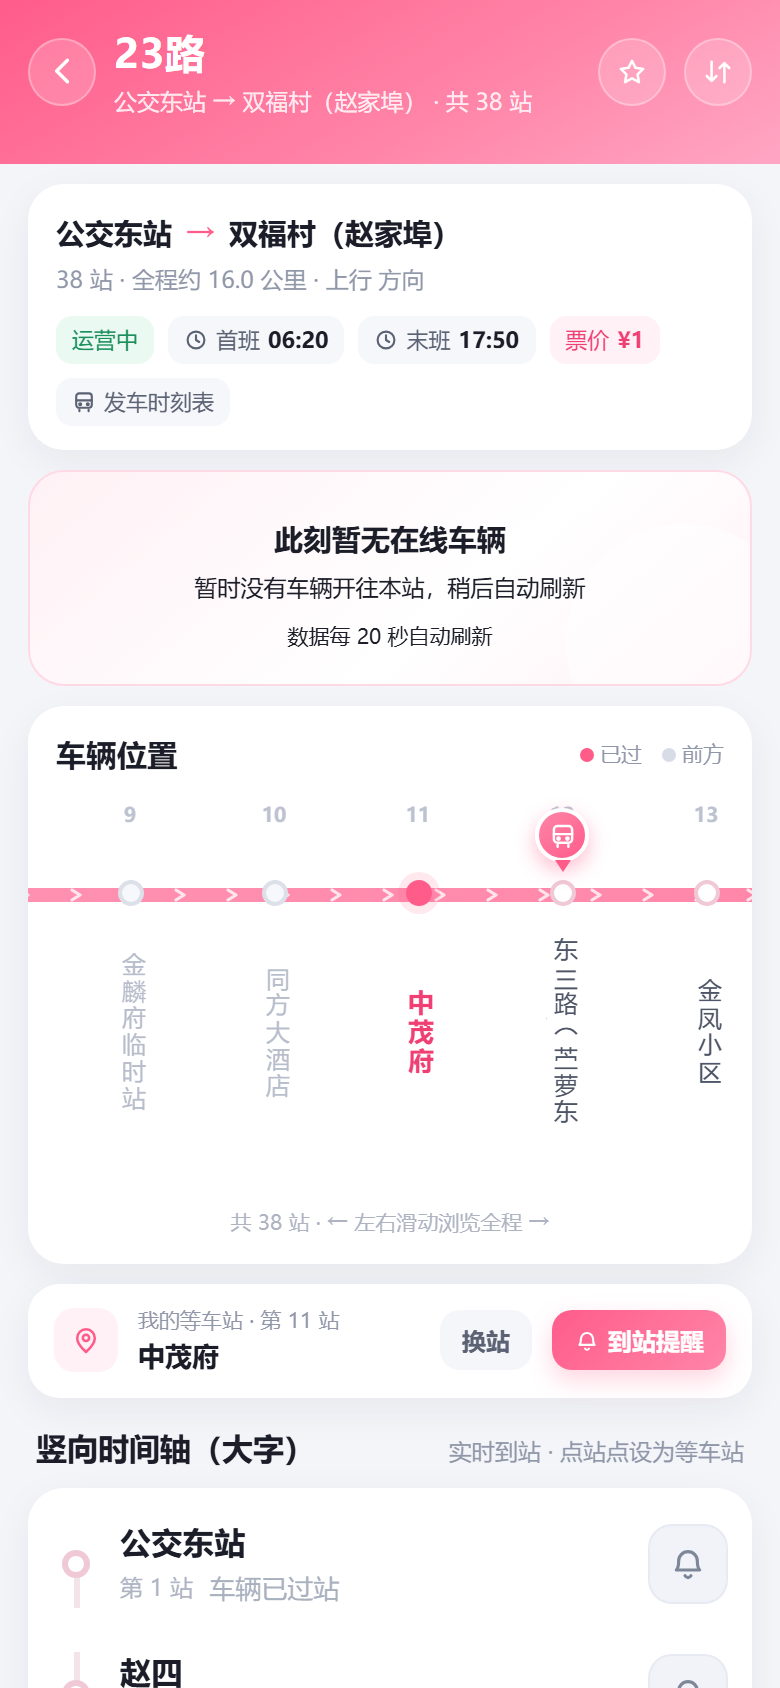 23路
公交东站 → 双福村（赵家埠） · 共 38 站
公交东站 → 双福村（赵家埠）
38 站 · 全程约 16.0 公里 · 上行 方向
运营中 首班 06:20 末班 17:50 票价 ¥1
发车时刻表
此刻暂无在线车辆
暂时没有车辆开往本站，稍后自动刷新
数据每 20 秒自动刷新
车辆位置 已过 前方
9 10 11 13
金麟府临时站
同方大酒店
中茂府
东三路（苎萝东
金凤小区
共 38 站 · ← 左右滑动浏览全程 →
我的等车站 · 第 11 站
中茂府
换站 到站提醒
竖向时间轴（大字） 实时到站 · 点站点设为等车站
公交东站
第 1 站 车辆已过站
赵四